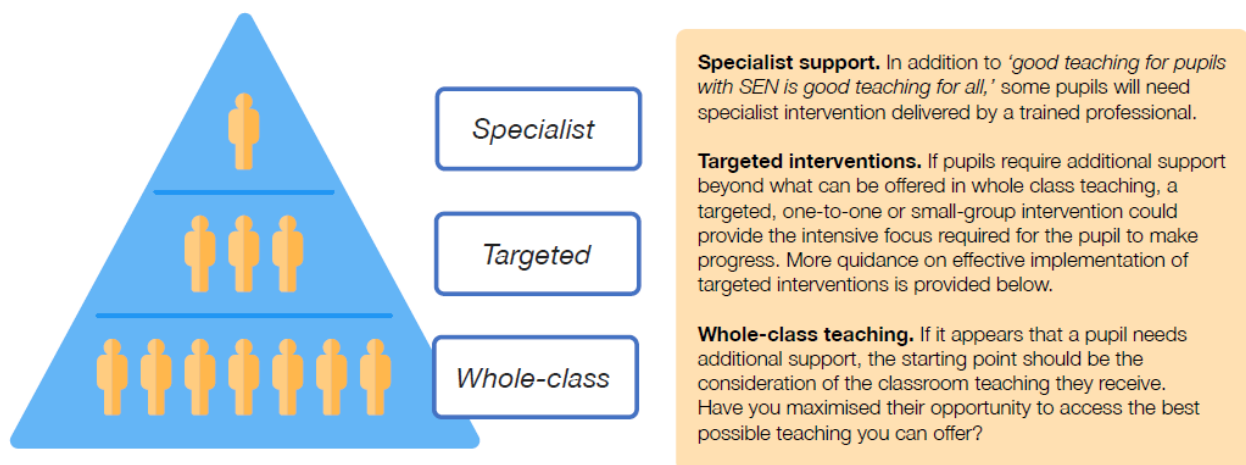 Specialist
Targeted
Whole-class
Specialist support. In addition to ‘good teaching for pupils
with SEN is good teaching for all,’ some pupils will need
specialist intervention delivered by a trained professional.
Targeted interventions. If pupils require additional support
beyond what can be offered in whole class teaching, a
targeted, one-to-one or small-group intervention could
provide the intensive focus required for the pupil to make
progress. More guidance on effective implementation of
targeted interventions is provided below.
Whole-class teaching. If it appears that a pupil needs
additional support, the starting point should be the
consideration of the classroom teaching they receive.
Have you maximised their opportunity to access the best
possible teaching you can offer?